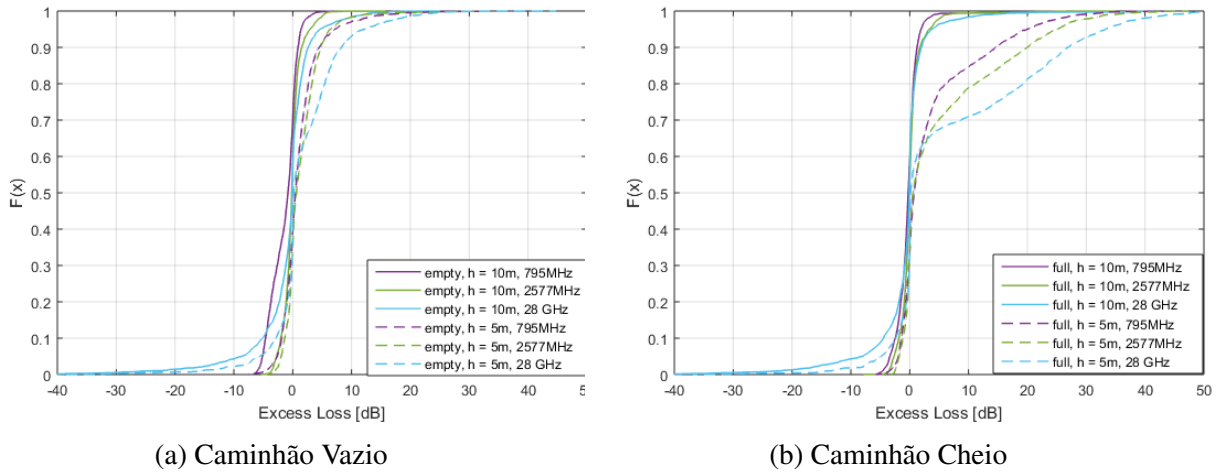 1
0.9
0.8
0.7
0.6
0.5
0.4
0.3
0.2
0.1
0
F(x)
-40
-30
-20
-10
0
10
20
30
40
Excess Loss [dB]
empty, h = 10m, 795MHz
empty, h = 10m, 2577MHz
empty, h = 10m, 28 GHz
empty, h = 5m, 795MHz
empty, h = 5m, 2577MHz
empty, h = 5m, 28 GHz
(a) Caminhão Vazio
1
0.9
0.8
0.7
0.6
0.5
0.4
0.3
0.2
0.1
0
F(x)
-40
-30
-20
-10
0
10
20
30
40
50
Excess Loss [dB]
full, h = 10m, 795MHz
full, h = 10m, 2577MHz
full, h = 10m, 28 GHz
full, h = 5m, 795MHz
full, h = 5m, 2577MHz
full, h = 5m, 28 GHz
(b) Caminhão Cheio